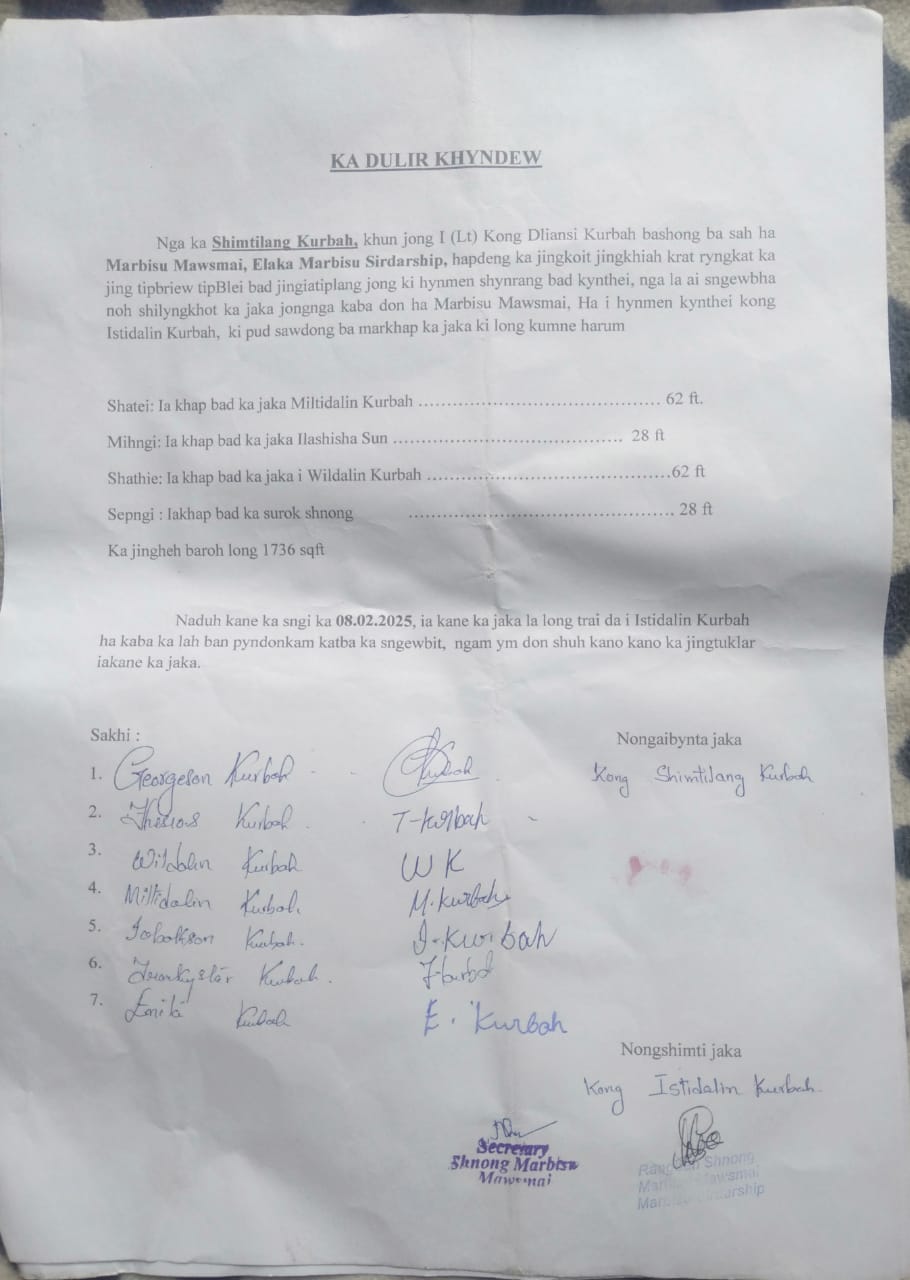 KA DULIR KHYNDEW
Nga ka Shimtilang Kurbah, khun jong I (Lt) Kong Dliansi Kurbah bashong ba sah ha
Marbisu Mawsmai, Elaka Marbisu Sirdarship, hapdeng ka jingkoit jingkhiah krat ryngkat ka
jing tipbriew tipBlei bad jingiatiplang jong ki hynmen shynrang bad kynthei, nga la ai sngewbha
noh shilyngkhot ka jaka jongnga kaba don ha Marbisu Mawsmai, Ha i hynmen kynthei kong
Istidalin Kurbah, ki pud sawdong ba markhap ka jaka ki long kumne harum
Shatei: Ia khap bad ka jaka Miltidalin Kurbah ........................................... 62 ft.
Mihngi: Ia khap bad ka jaka Ilashisha Sun ......................................... 28 ft
Shathie: Ia khap bad ka jaka i Wildalin Kurbah ...........................................62 ft
Sepngi : Iakhap bad ka surok shnong ............................................... 28 ft
Ka jingheh baroh long 1736 sqft
Naduh kane ka sngi ka 08.02.2025, ia kane ka jaka la long trai da i Istidalin Kurbah
ha kaba ka lah ban pyndonkam katba ka sngewbit, ngam ym don shuh kano kano ka jingtuklar
iakane ka jaka.
Sakhi :
Nongaibynta jaka
1. Georgeson Kurbah
Kong Shimtilang Kurbah
2. Kurbah T-Kurbah
3. Wildalin Kurbah W K
4. Miltidalin Kurbah M.Kurbah
5. Kurbah. I-Kurbah
6. Kurbah.
7. Kurbah E. Kurbah
Nongshimti jaka
Kong Istidalin Kurbah
Secretary
Shnong Marbisu
Mawsmai
Shnong
Mawsmai
Sirdarship